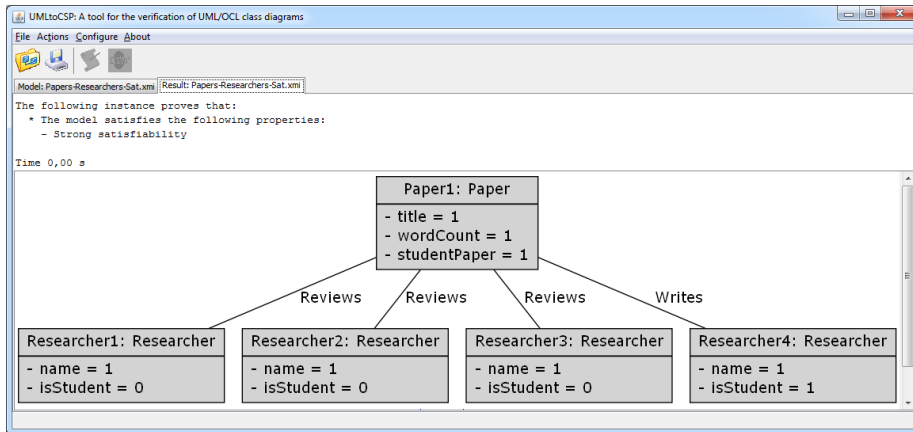 UMLtoCSP: A tool for the verification of UML/OCL class diagrams
File Actions Configure About
Model: Papers-Researchers-Sat.xmi Result: Papers-Researchers-Sat.xmi
The following instance proves that:
* The model satisfies the following properties:
- Strong satisfiability
Time 0,00 s
Paper1: Paper
- title = 1
- wordCount = 1
- studentPaper = 1
Reviews Reviews Reviews Writes
Researcher1: Researcher Researcher2: Researcher Researcher3: Researcher Researcher4: Researcher
- name = 1 - name = 1 - name = 1 - name = 1
- isStudent = 0 - isStudent = 0 - isStudent = 0 - isStudent = 1